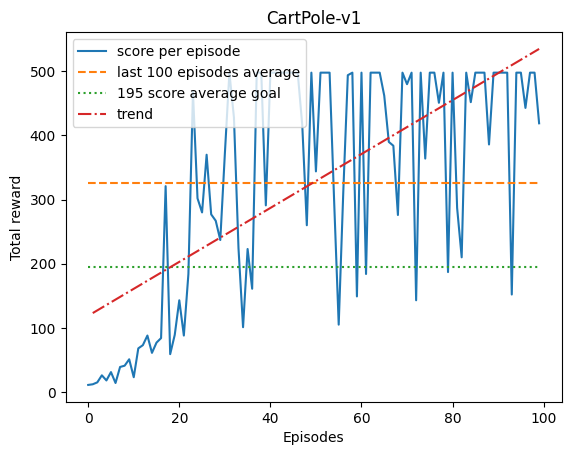 CartPole-v1
score per episode
last 100 episodes average
195 score average goal
trend
Total reward
500
400
300
200
100
0
0
20
40
60
80
100
Episodes